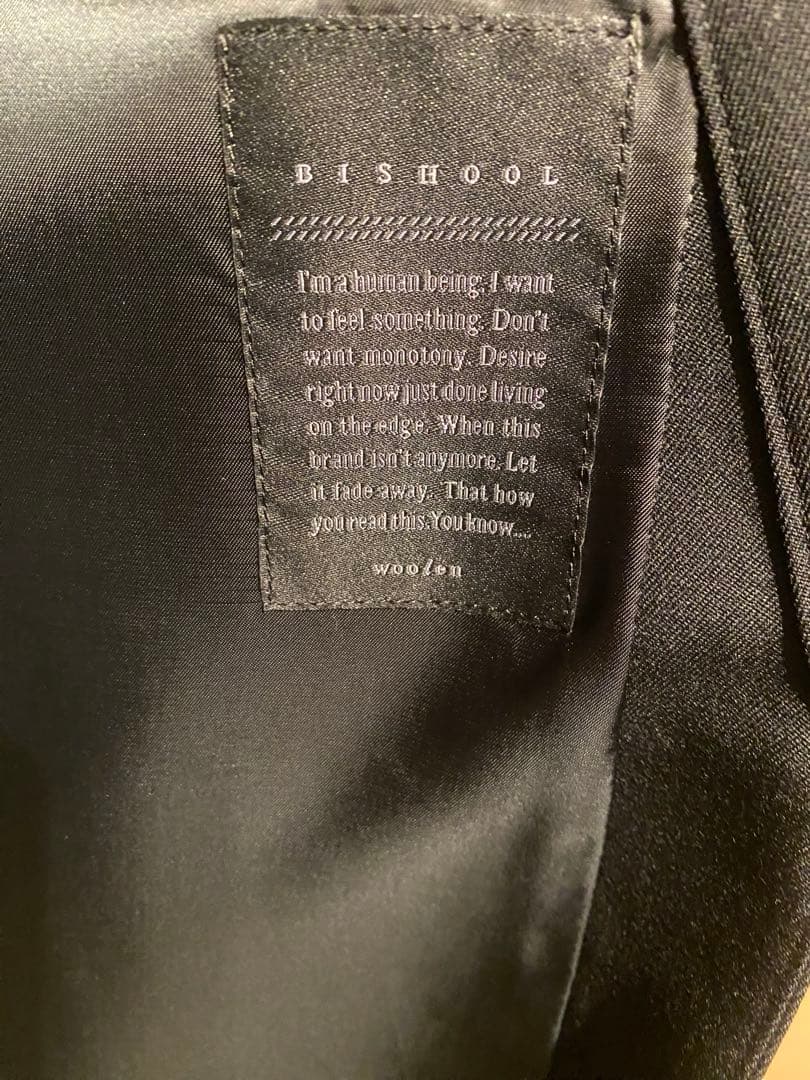 BISHOOL
I'm a human being. I want
to feel something. Don't
want monotony. Desire
right now just done living
on the edge. When this
brand isn't anymore. Let
it fade away. That how
you read this. You know....
woolen